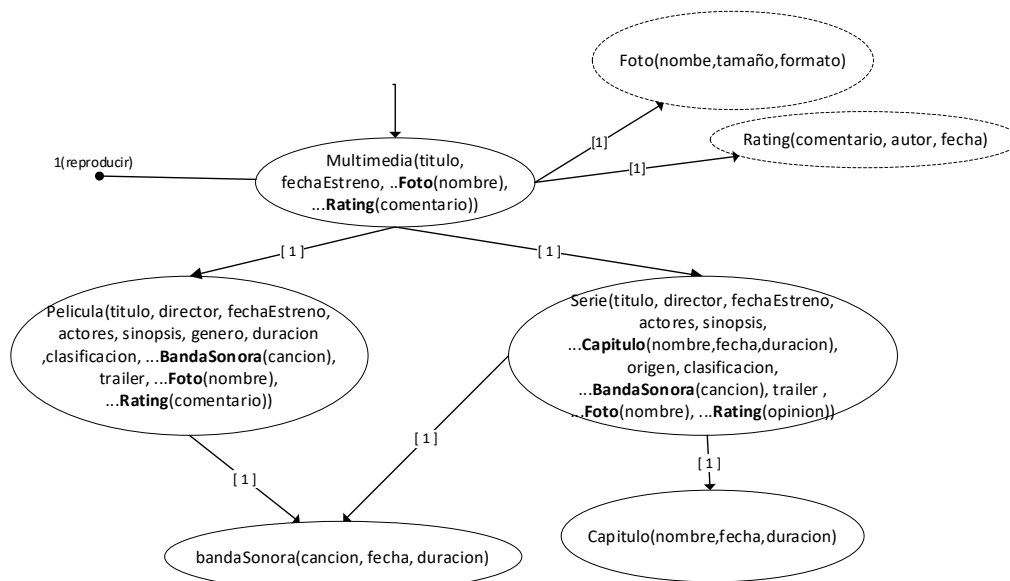 Foto(nombe,tamaño,formato)
[1]
Rating(comentario, autor, fecha)
1(reproducir)
[1]
Multimedia(titulo,
fechaEstreno, ..Foto(nombre),
...Rating(comentario))
[ 1 ]
[ 1 ]
Pelicula(titulo, director, fechaEstreno,
actores, sinopsis, genero, duracion
,clasificacion, ...BandaSonora(cancion),
trailer, ...Foto(nombre),
...Rating(comentario))
Serie(titulo, director, fechaEstreno,
actores, sinopsis,
...Capitulo(nombre,fecha,duracion),
origen, clasificacion,
...BandaSonora(cancion), trailer ,
...Foto(nombre), ...Rating(opinion))
[ 1 ]
[ 1 ]
[ 1 ]
bandaSonora(cancion, fecha, duracion)
Capitulo(nombre,fecha,duracion)